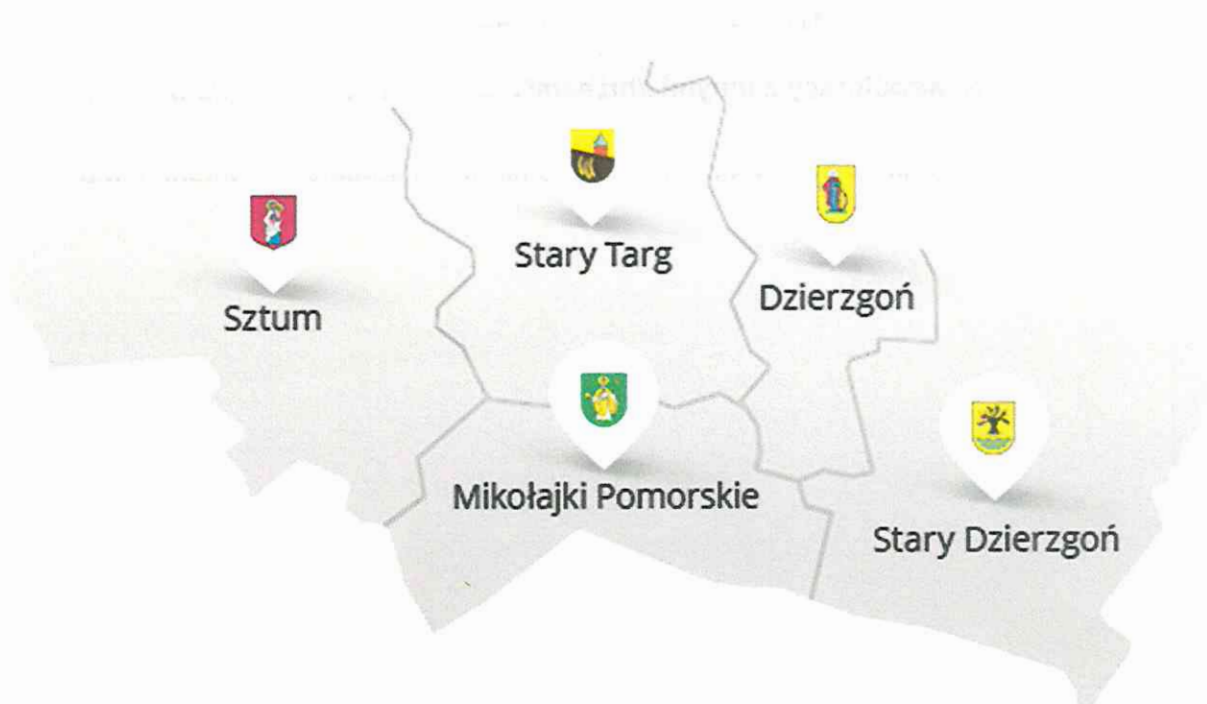 Stary Targ
Dzierzgoń
Sztum
Mikołajki Pomorskie
Stary Dzierzgoń